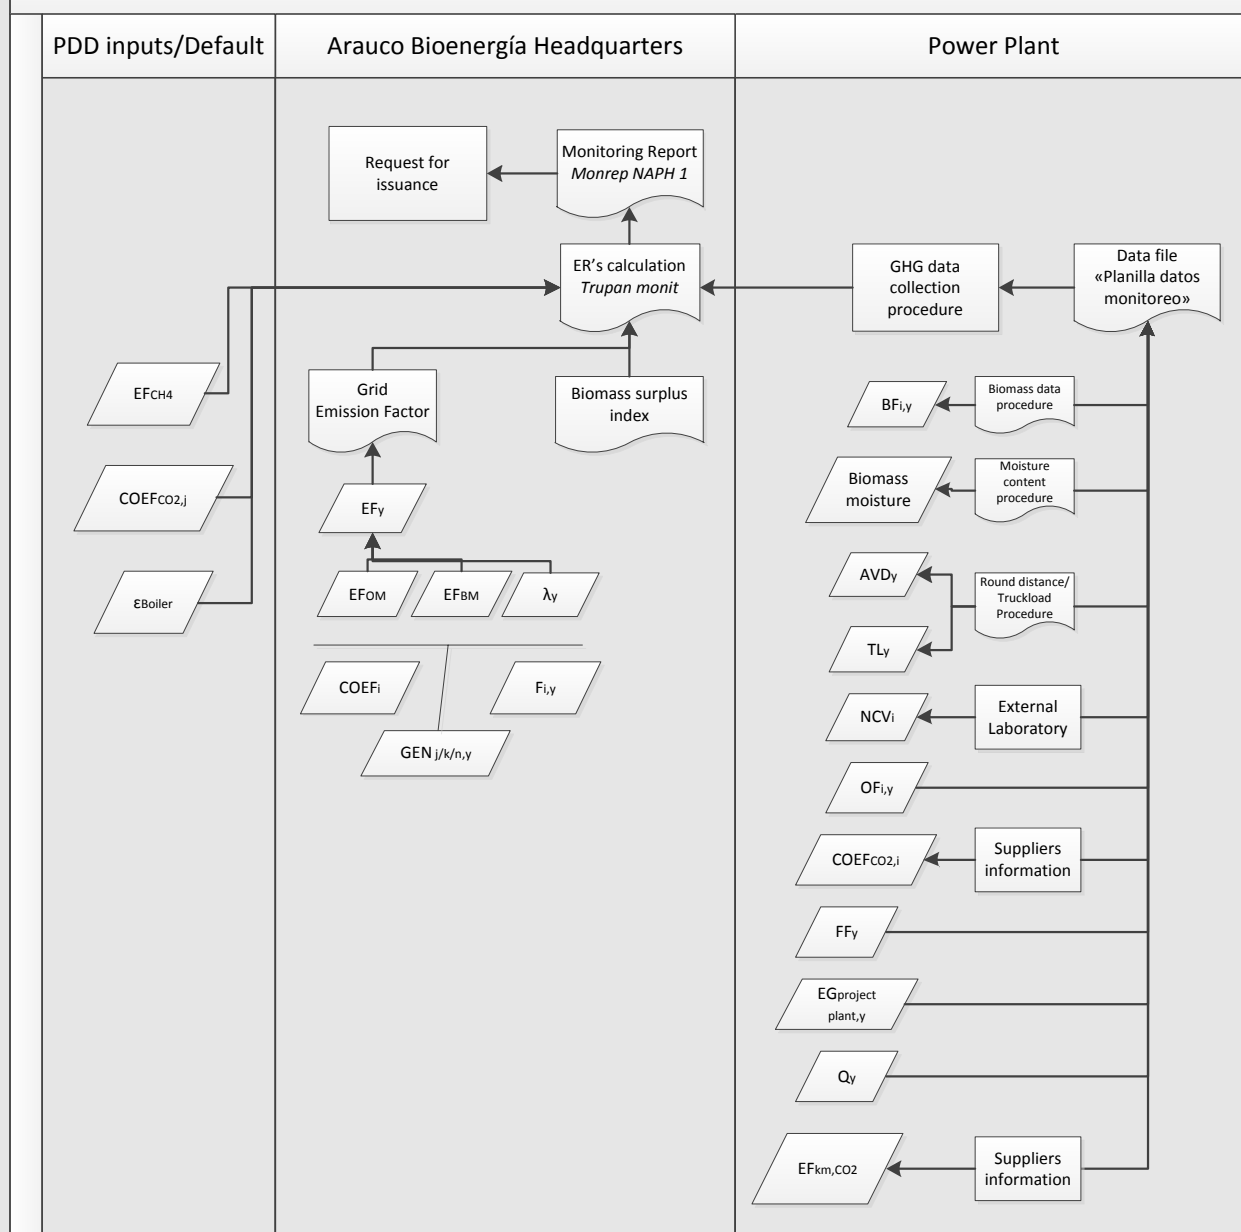 PDD inputs/Default
Arauco Bioenergía Headquarters
Power Plant
Request for
issuance
Monitoring Report
Monrep NAPH 1
ER's calculation
Trupan monit
GHG data
collection
procedure
Data file
«Planilla datos
monitoreo»
EFCH4
COEFCO2,j
εBoiler
Grid
Emission Factor
Biomass surplus
index
EFy
EFOM
EFBM
λy
COEFi
Fi,y
GEN j/k/n,y
BFi,y
Biomass data
procedure
Biomass
moisture
Moisture
content
procedure
AVDy
Round distance/
Truckload
Procedure
TLy
NCVi
External
Laboratory
OFi,y
COEFCO2,i
Suppliers
information
FFy
EGproject
plant,y
Qy
EFkm,CO2
Suppliers
information